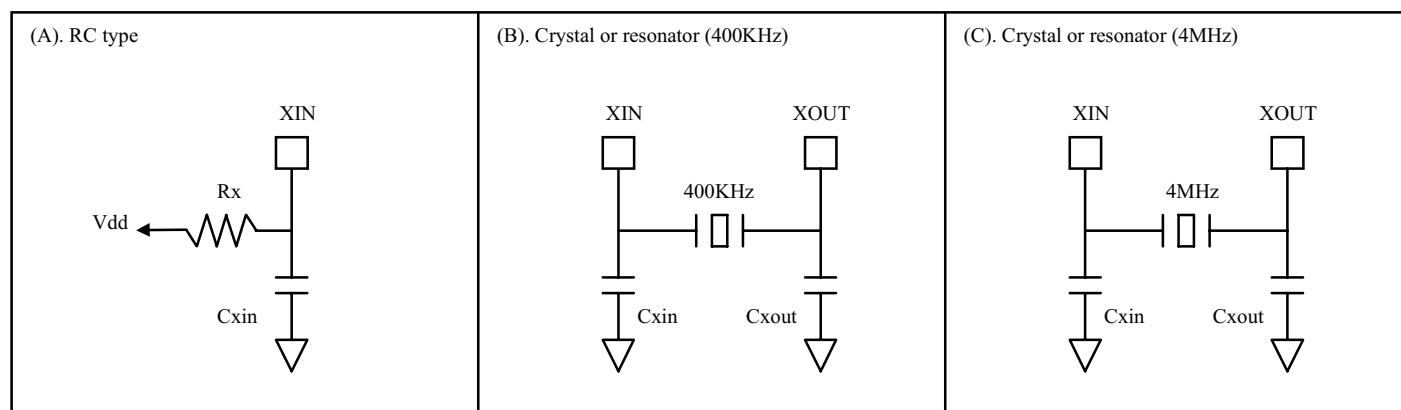 (A). RC type
XIN
Rx
Vdd
Cxin
(B). Crystal or resonator (400KHz)
XIN
XOUT
400KHz
Cxin
Cxout
(C). Crystal or resonator (4MHz)
XIN
XOUT
4MHz
Cxin
Cxout